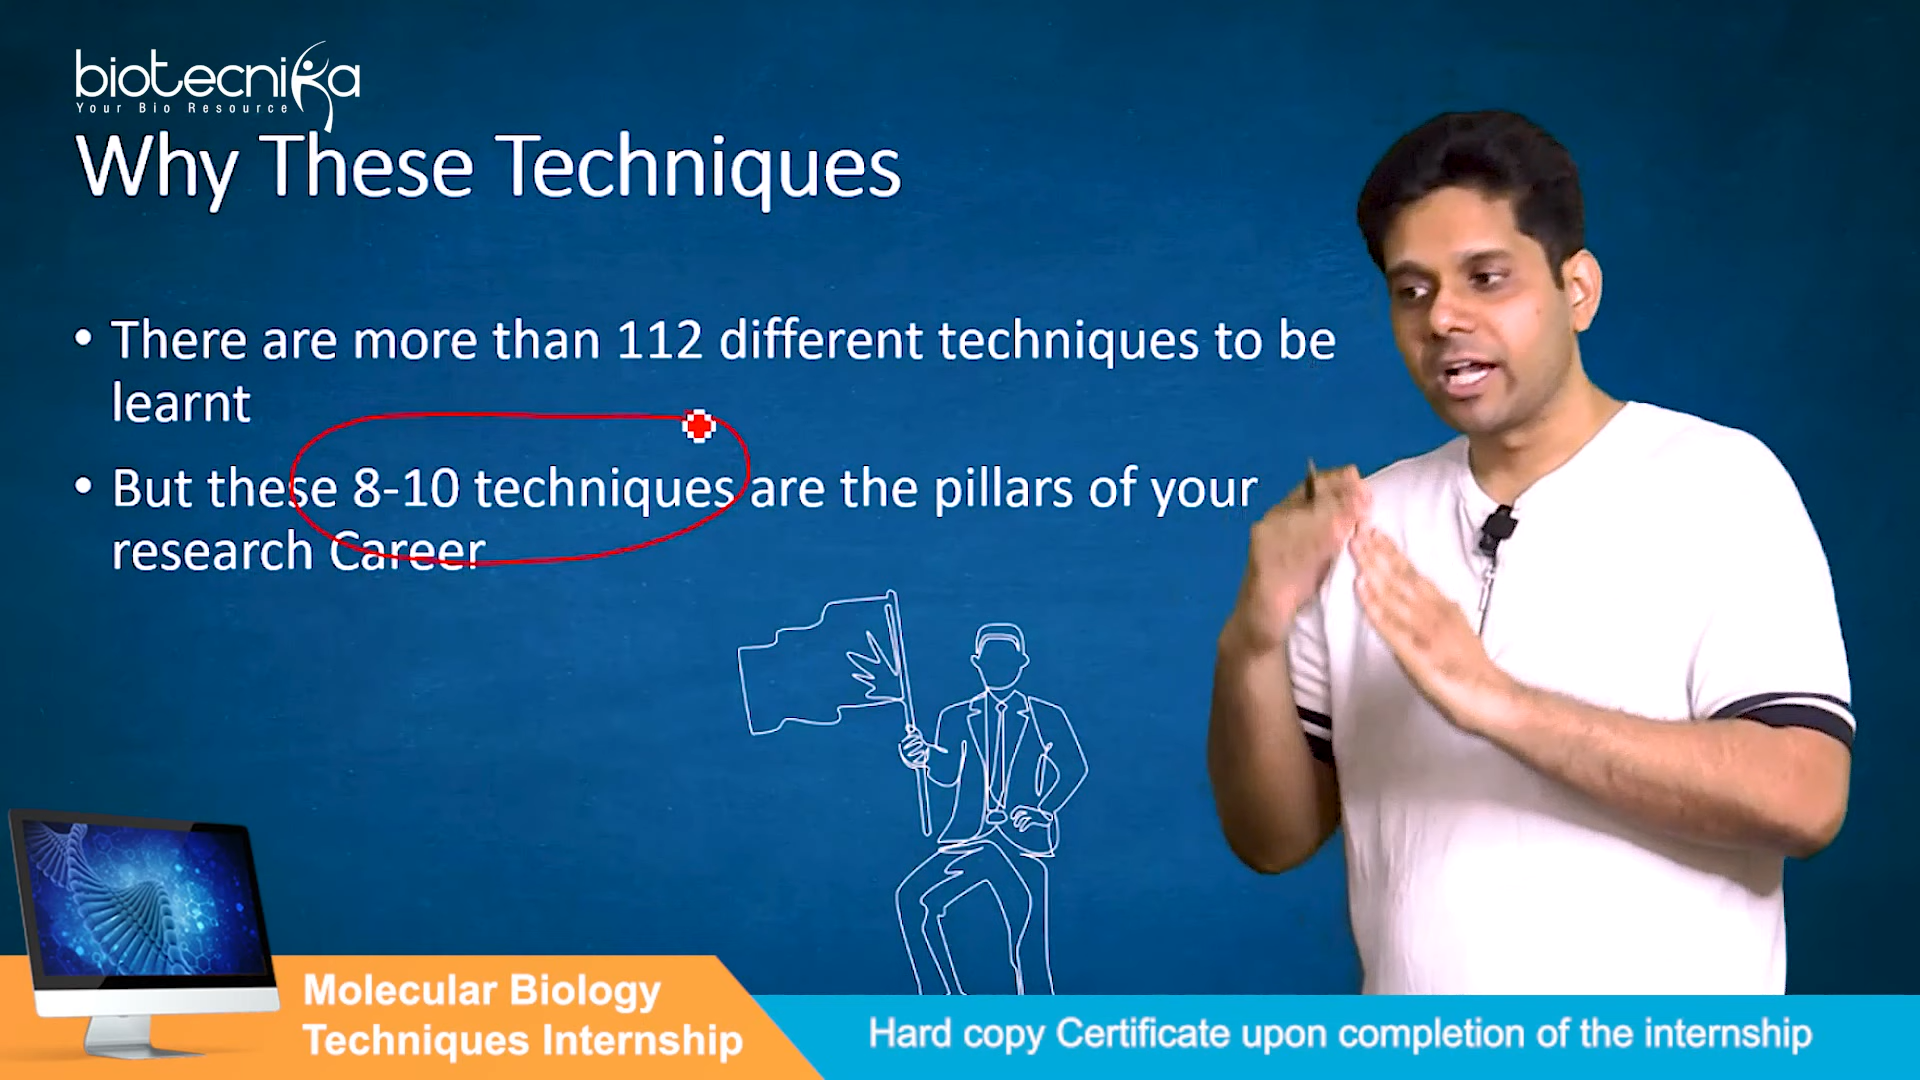 biotecnika
Your Bio Resource
Why These Techniques
• There are more than 112 different techniques to be
learnt
• But these 8-10 techniques are the pillars of your
research Career
Molecular Biology
Techniques Internship
Hard copy Certificate upon completion of the internship